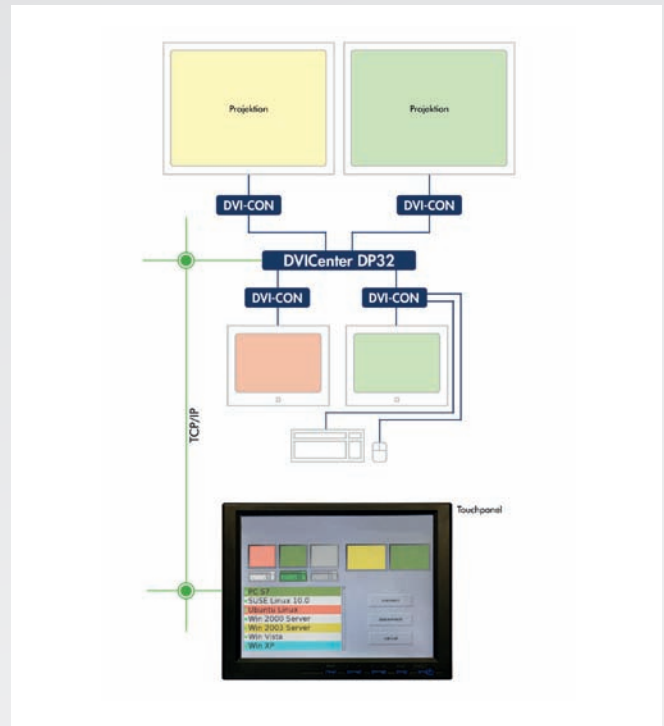 Projektion
Projektion
DVI-CON
DVI-CON
DVICenter DP32
DVI-CON
DVI-CON
TCP/IP
Touchpanel
PC S7
SUSE Linux 10.0
Ubuntu Linux
Win 2000 Server
Win 2003 Server
Win Vista
Win XP